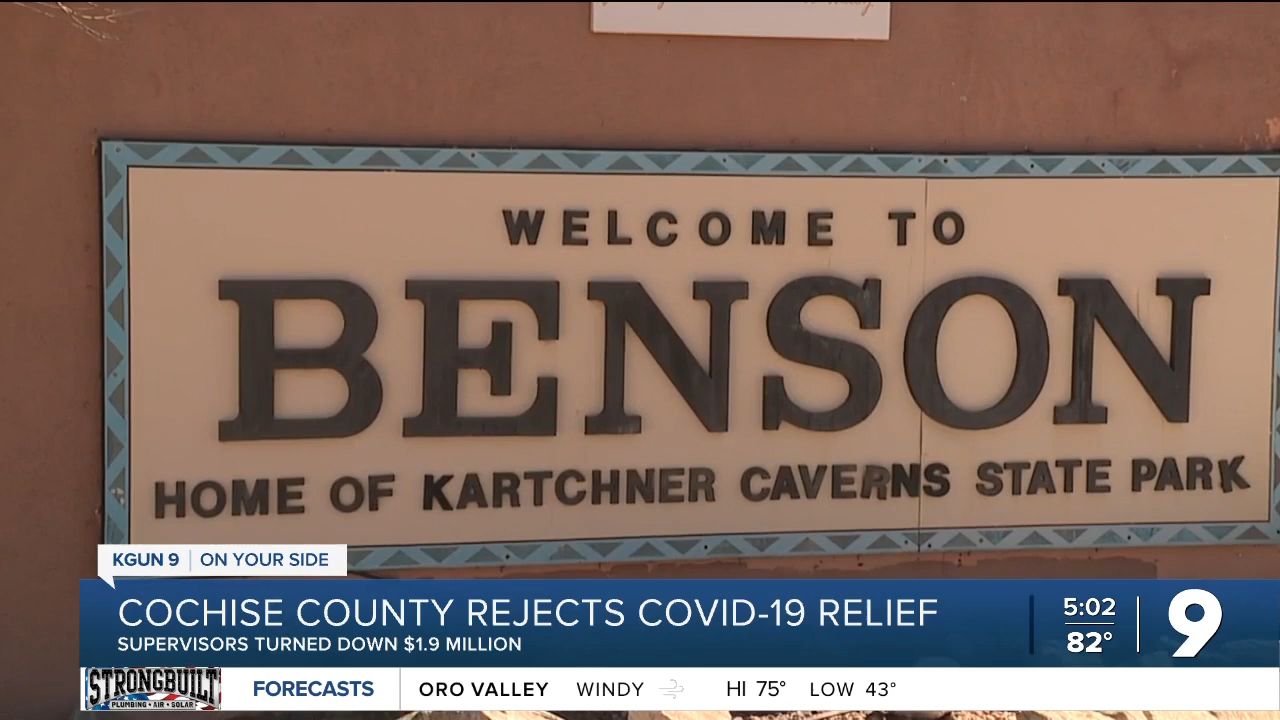 WELCOME TO
BENSON
HOME OF KARTCHNER CAVERNS STATE PARK
KGUN 9 | ON YOUR SIDE
COCHISE COUNTY REJECTS COVID-19 RELIEF
SUPERVISORS TURNED DOWN $1.9 MILLION
5:02
82°
9
STRONGBUILT
PLUMBING • AIR • SOLAR
FORECASTS
ORO VALLEY WINDY HI 75° LOW 43°